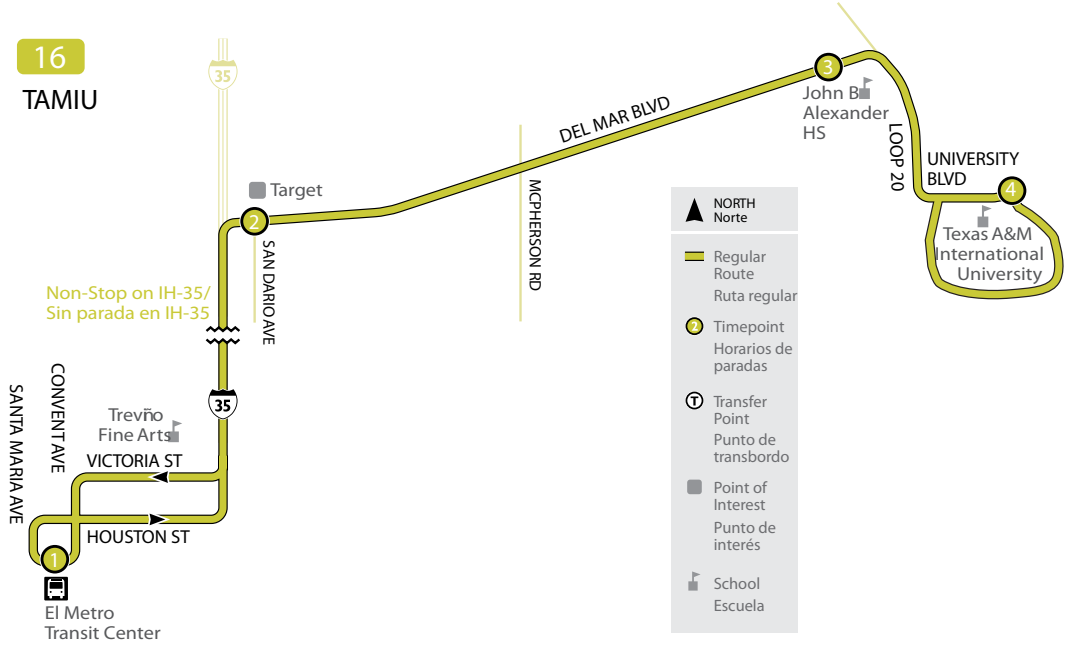 16
TAMIU
35
Target
2
SAN DARIO AVE
Non-Stop on IH-35/
Sin parada en IH-35
35
SANTA MARIA AVE
CONVENT AVE
Treviño
Fine Arts
VICTORIA ST
HOUSTON ST
1
El Metro
Transit Center
DEL MAR BLVD
MCPHERSON RD
3
John B
Alexander
HS
LOOP 20
UNIVERSITY
BLVD
4
Texas A&M
International
University
NORTH
Norte
Regular
Route
Ruta regular
2
Timepoint
Horarios de
paradas
T
Transfer
Point
Punto de
transbordo
Point of
Interest
Punto de
interés
School
Escuela